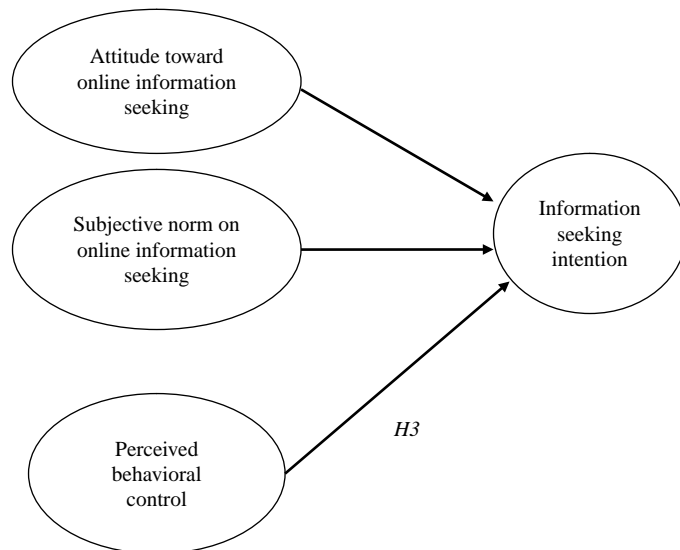 Attitude toward
online information
seeking
Subjective norm on
online information
seeking
Information
seeking
intention
H3
Perceived
behavioral
control